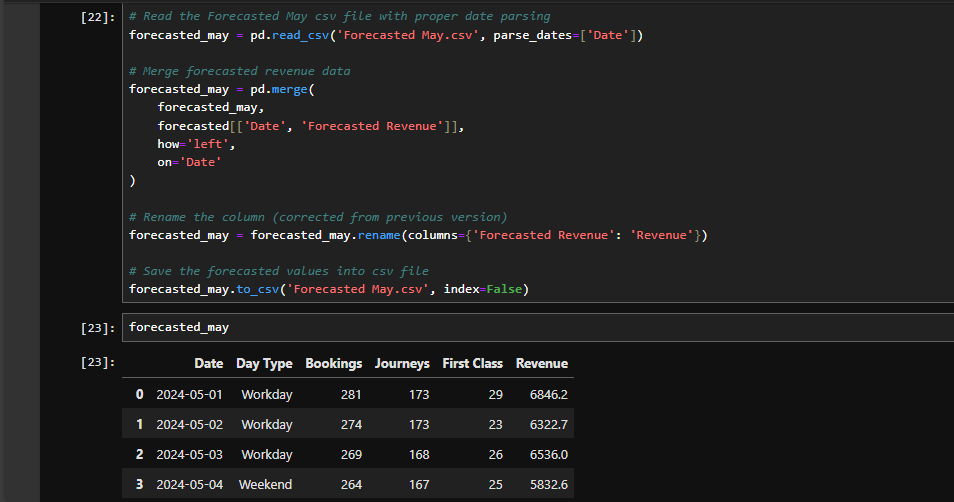 [22]: # Read the Forecasted May csv file with proper date parsing
forecasted_may = pd.read_csv('Forecasted May.csv', parse_dates=['Date'])
# Merge forecasted revenue data
forecasted_may = pd.merge(
    forecasted_may,
    forecasted[['Date', 'Forecasted Revenue']],
    how='left',
    on='Date'
)
# Rename the column (corrected from previous version)
forecasted_may = forecasted_may.rename(columns={'Forecasted Revenue': 'Revenue'})
# Save the forecasted values into csv file
forecasted_may.to_csv('Forecasted May.csv', index=False)
[23]: forecasted_may
[23]: Date Day Type Bookings Journeys First Class Revenue
0 2024-05-01 Workday 281 173 29 6846.2
1 2024-05-02 Workday 274 173 23 6322.7
2 2024-05-03 Workday 269 168 26 6536.0
3 2024-05-04 Weekend 264 167 25 5832.6